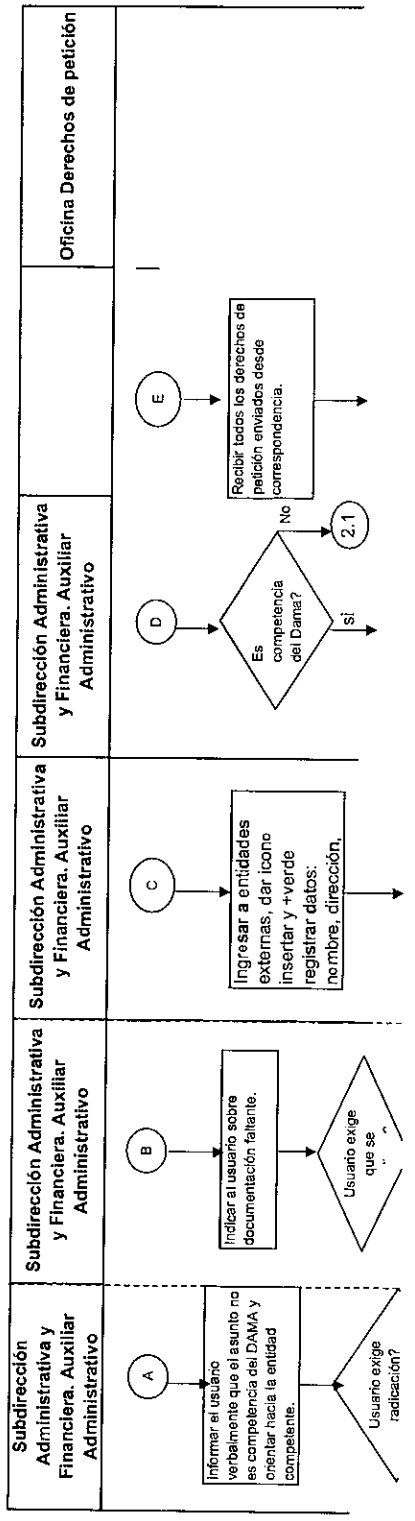 Subdirección
Administrativa y
Financiera. Auxiliar
Administrativo
Subdirección Administrativa
y Financiera. Auxiliar
Administrativo
Subdirección Administrativa
y Financiera. Auxiliar
Administrativo
Subdirección Administrativa
y Financiera. Auxiliar
Administrativo
Oficina Derechos de petición
A
Informar el usuario
verbalmente que el asunto no
es competencia del DAMA y
orientar hacia la entidad
competente.
Usuario exige
radicación?
B
Indicar al usuario sobre
documentación faltante.
Usuario exige
que se
C
Ingresar a entidades
externas, dar icono
insertar y +verde
registrar datos:
nombre, dirección,
D
Es
competencia
del Dama?
No
2.1
si
E
Recibir todos los derechos de
petición enviados desde
correspondencia.